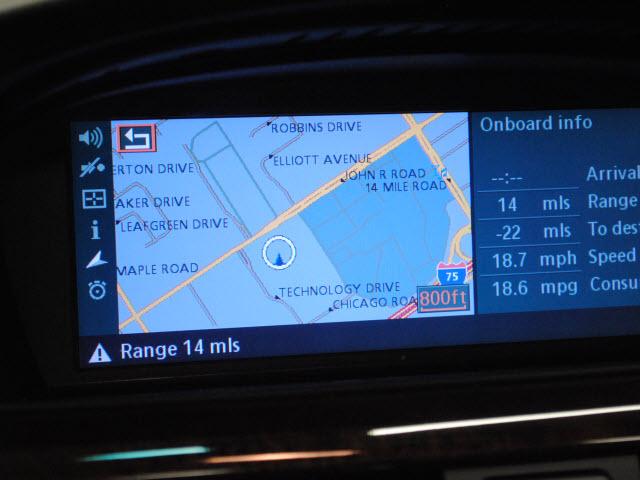 ROBBINS DRIVE
ELLIOTT AVENUE
ERTON DRIVE
JOHN R ROAD
14 MILE ROAD
AKER DRIVE
LEAFGREEN DRIVE
MAPLE ROAD
TECHNOLOGY DRIVE
CHICAGO ROA
75
800ft
Onboard info
--:-- Arrival
14 mls Range
-22 mls To des
18.7 mph Speed
18.6 mpg Consu
Range 14 mls